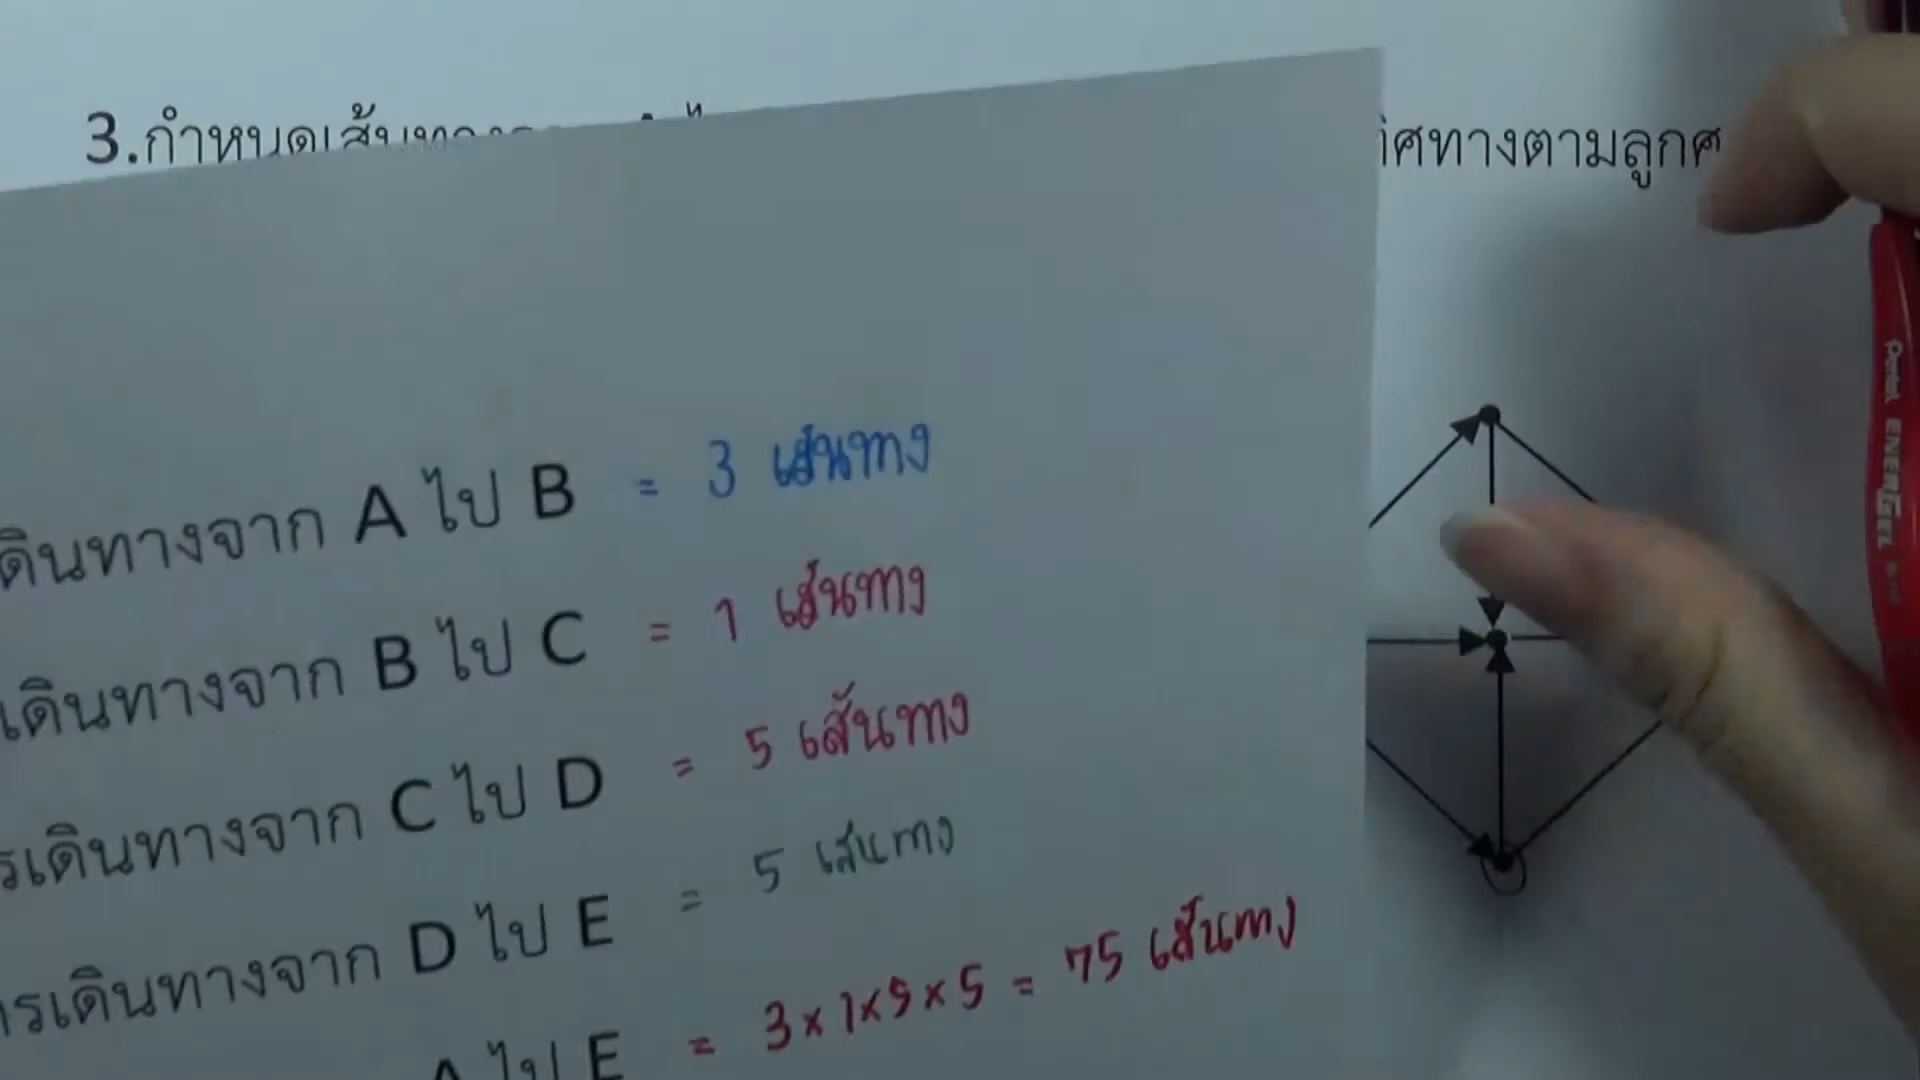 3.กำหนดเส้นทาง
ิศทางตามลูกศ
ดินทางจาก A ไป B = 3 เส้นทาง
เดินทางจาก B ไป C = 1 เส้นทาง
รเดินทางจาก C ไป D = 5 เส้นทาง
ารเดินทางจาก D ไป E = 5 เส้นทาง
A ไป E = 3×1×5×5 = 75 เส้นทาง
Pentel ENERGEL